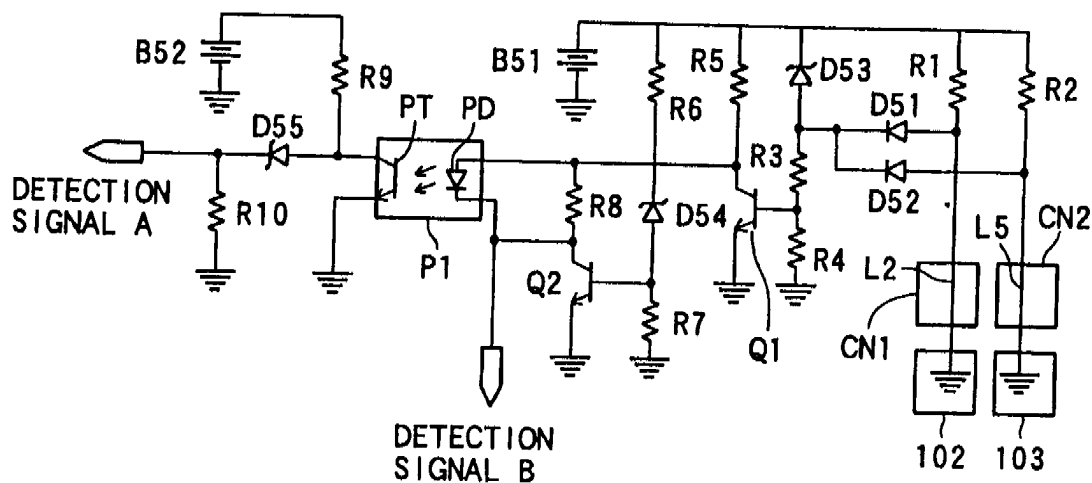 B52
R9
B51
R5
R6
D53
R1
R2
D51
D52
PT
PD
D55
R3
R8
D54
R4
DETECTION
SIGNAL A
R10
P1
Q2
R7
Q1
L2
L5
CN2
CN1
102
103
DETECTION
SIGNAL B